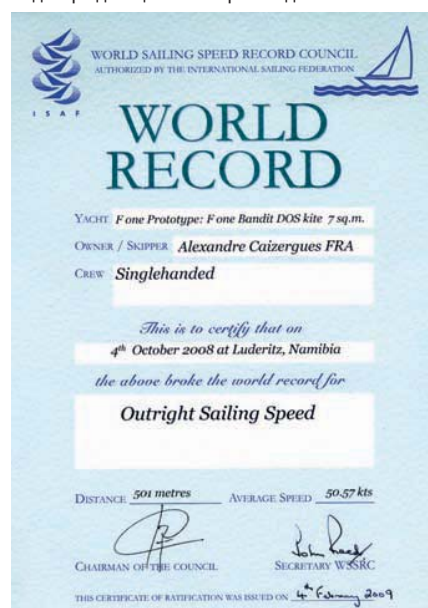 WORLD SAILING SPEED RECORD COUNCIL
AUTHORIZED BY THE INTERNATIONAL SAILING FEDERATION
I S A F
WORLD
RECORD
YACHT F one Prototype: F one Bandit DOS kite 7 sq.m.
OWNER / SKIPPER Alexandre Caizergues FRA
CREW Singlehanded
This is to certify that on
4th October 2008 at Luderitz, Namibia
the above broke the world record for
Outright Sailing Speed
DISTANCE 501 metres AVERAGE SPEED 50.57 kts
CHAIRMAN OF THE COUNCIL SECRETARY WSSRC
THIS CERTIFICATE OF RATIFICATION WAS ISSUED ON 4th February 2009